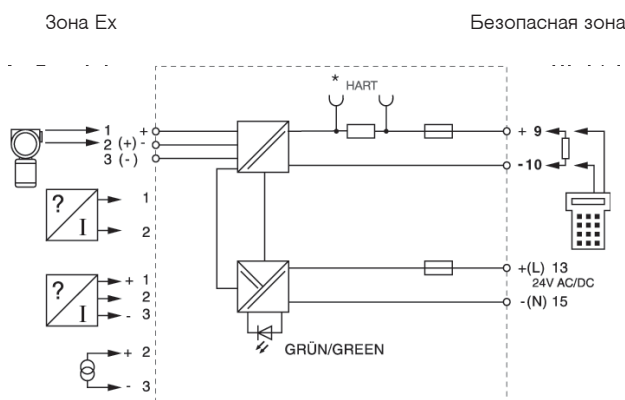 Зона Ex
Безопасная зона
* HART
1 +
2 (+) -
3 (-)
+ 9
- 10
? I
1
2
? I
+ 1
2
- 3
+(L) 13
24V AC/DC
-(N) 15
GRÜN/GREEN
+ 2
- 3